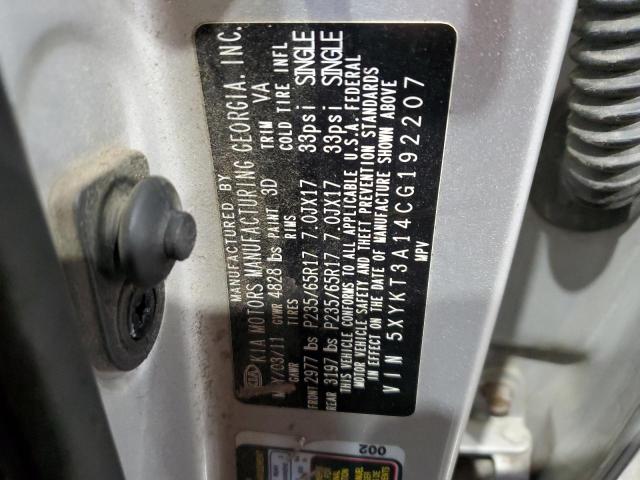 MANUFACTURED BY
KIA KIA MOTORS MANUFACTURING GEORGIA, INC.
/03/11 GVWR 4828 lbs PAINT 3D TRIM VA
GAWR TIRES RIMS COLD TIRE INFL
FRONT 2977 lbs P235/65R17 7.0JX17 33psi SINGLE
REAR 3197 lbs P235/65R17 7.0JX17 33psi SINGLE
THIS VEHICLE CONFORMS TO ALL APPLICABLE U.S.A. FEDERAL
MOTOR VEHICLE SAFETY AND THEFT PREVENTION STANDARDS
IN EFFECT ON THE DATE OF MANUFACTURE SHOWN ABOVE
VIN 5XYKT3A14CG192207
MPV
002